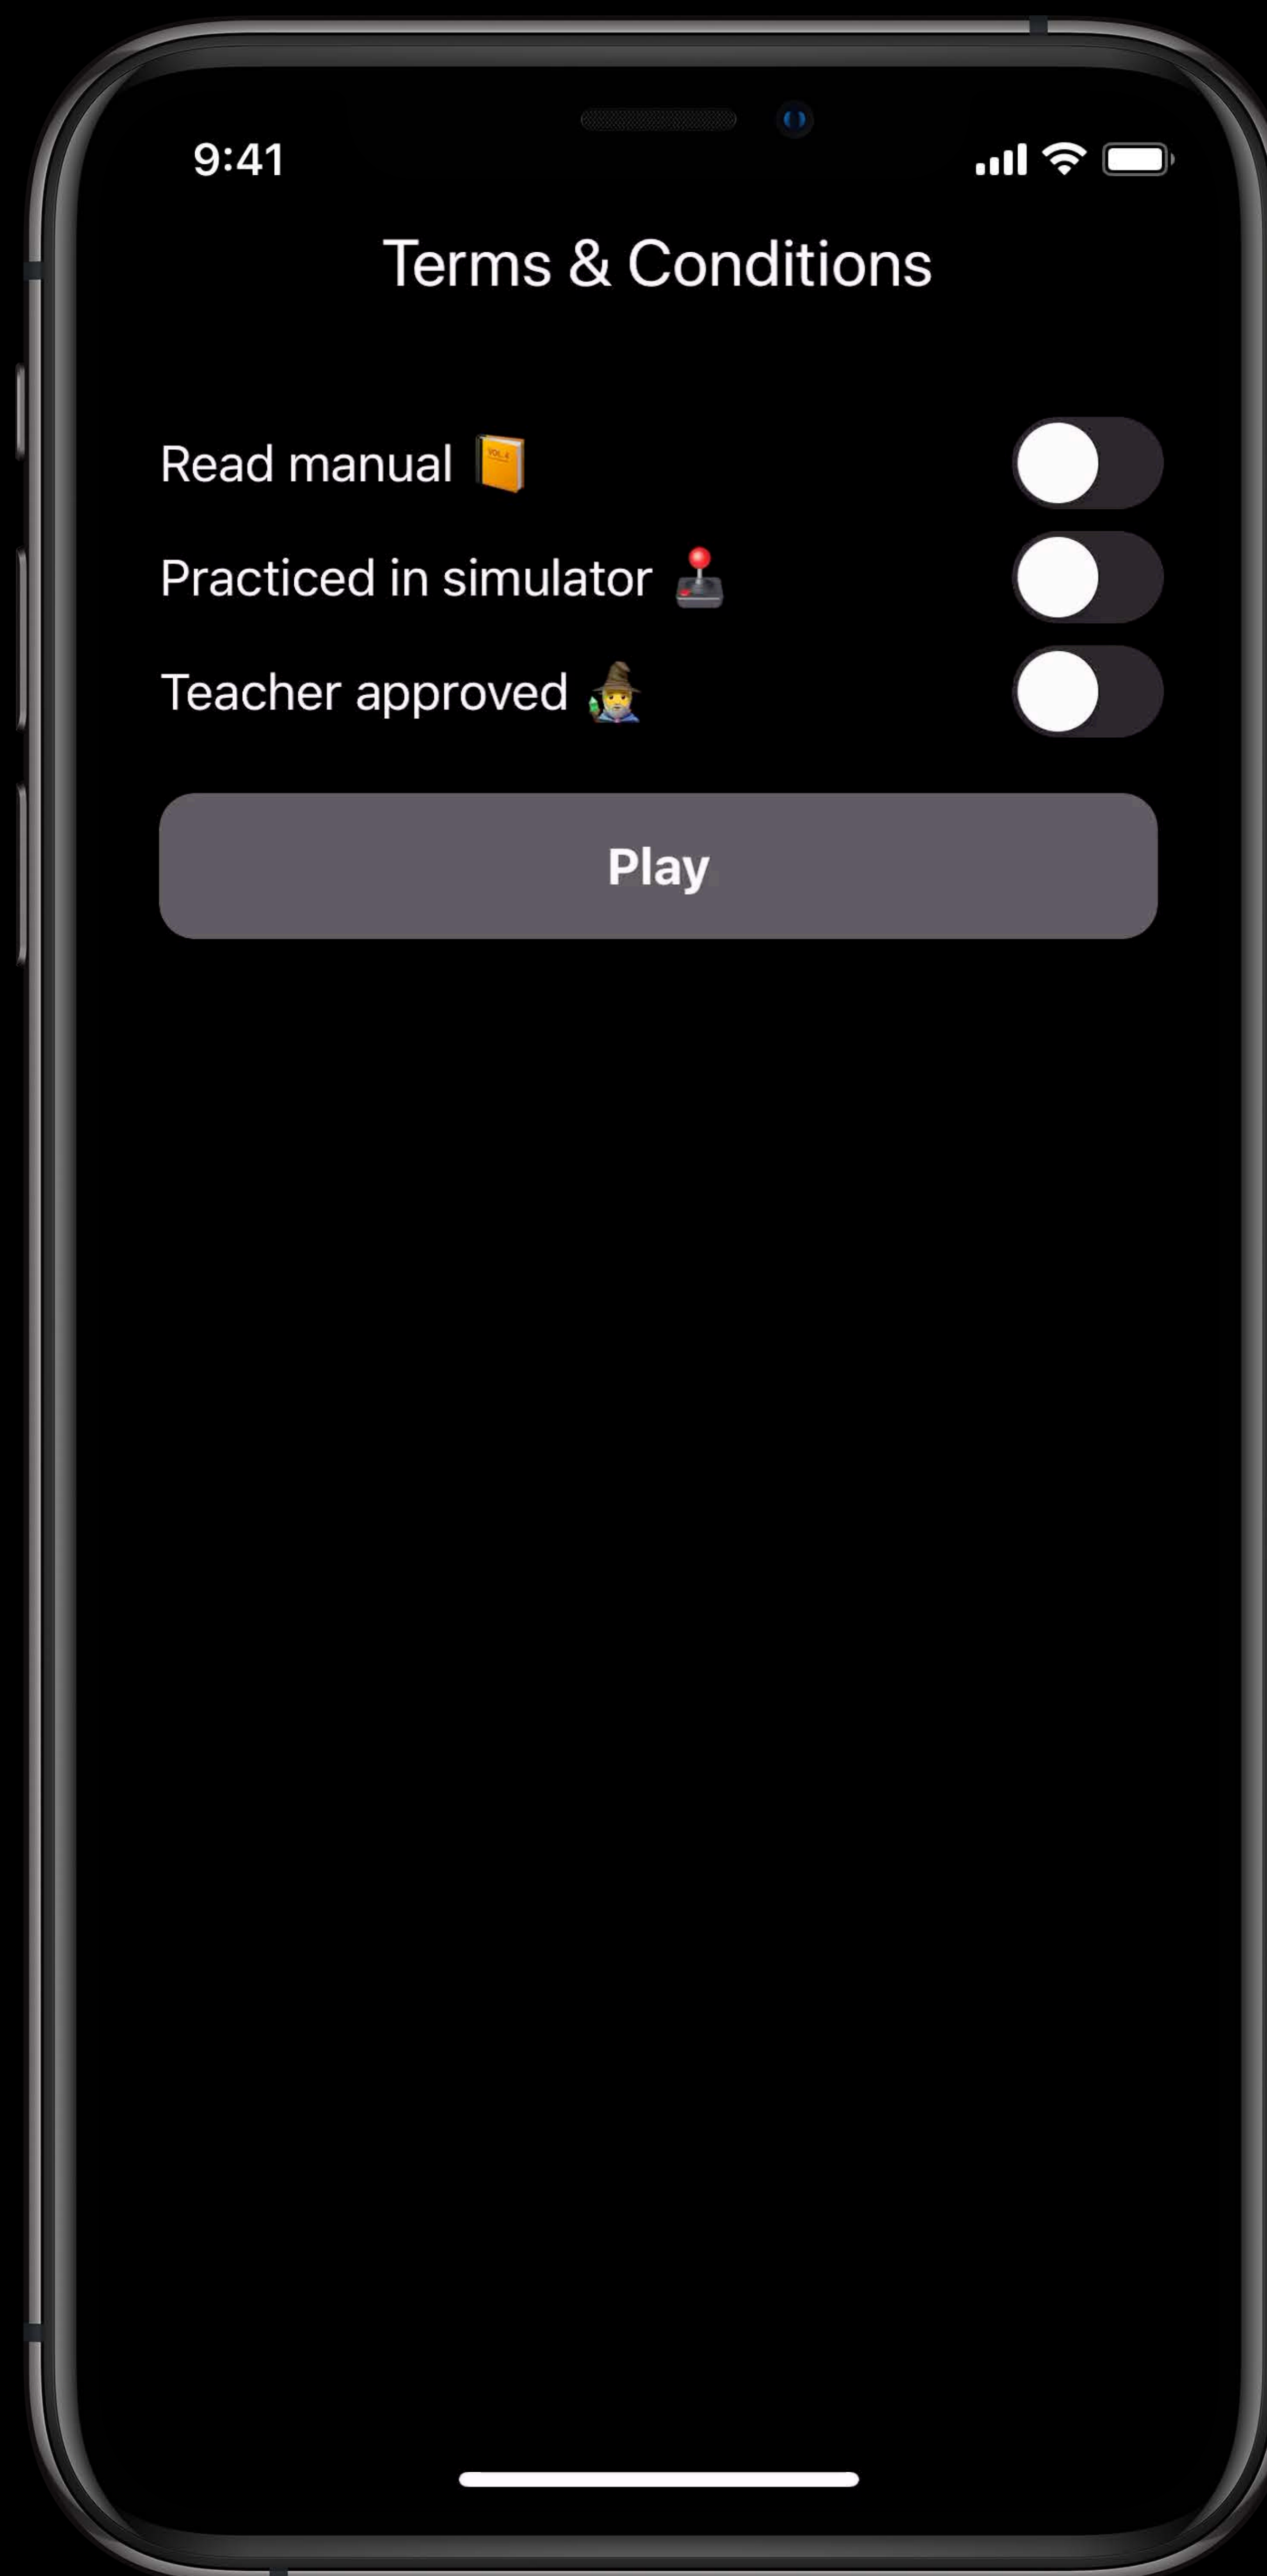 9:41
Terms & Conditions
Read manual 📙
Practiced in simulator 🕹️
Teacher approved 🧙‍♂️
Play